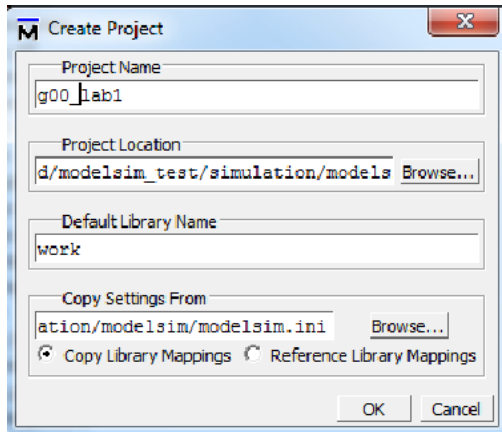 Create Project
Project Name
g00_lab1
Project Location
d/modelsim_test/simulation/models Browse...
Default Library Name
work
Copy Settings From
ation/modelsim/modelsim.ini Browse...
Copy Library Mappings Reference Library Mappings
OK Cancel